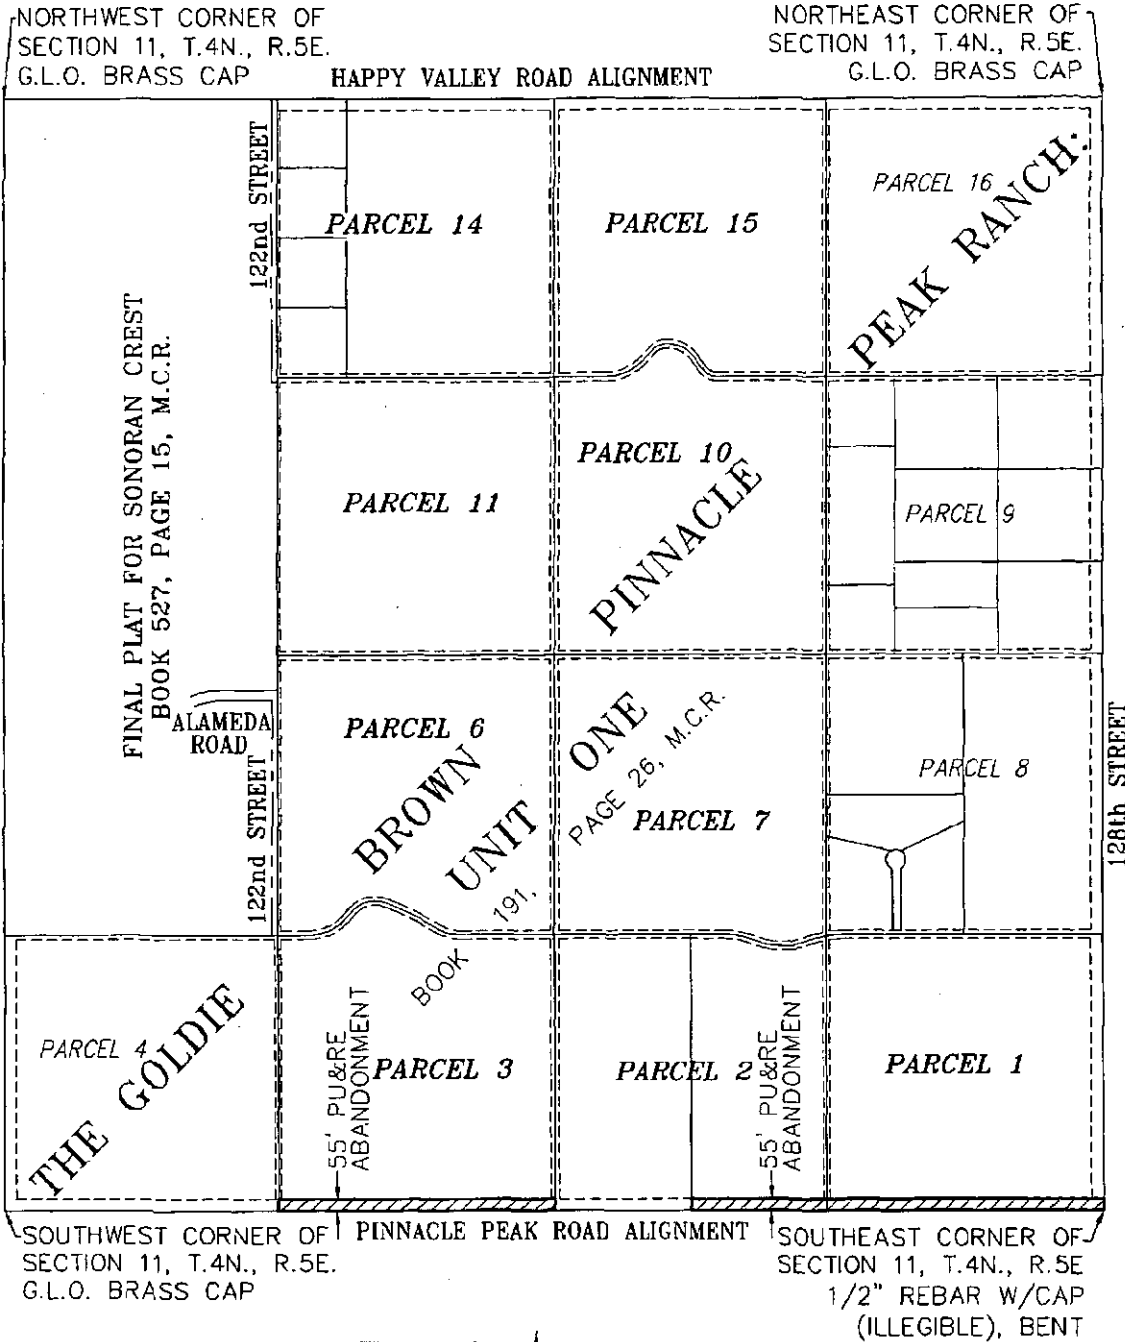 NORTHWEST CORNER OF
SECTION 11, T.4N., R.5E.
G.L.O. BRASS CAP
NORTHEAST CORNER OF
SECTION 11, T.4N., R.5E.
G.L.O. BRASS CAP
HAPPY VALLEY ROAD ALIGNMENT
122nd STREET
PARCEL 14
PARCEL 15
PARCEL 16
PEAK RANCH:
FINAL PLAT FOR SONORAN CREST
BOOK 527, PAGE 15, M.C.R.
PARCEL 11
PARCEL 10
PINNACLE
PARCEL 9
ALAMEDA
ROAD
122nd STREET
PARCEL 6
BROWN
UNIT ONE
BOOK 191, PAGE 26, M.C.R.
PARCEL 7
PARCEL 8
128th STREET
PARCEL 4
THE GOLDIE
55' PU&RE
ABANDONMENT
PARCEL 3
PARCEL 2
55' PU&RE
ABANDONMENT
PARCEL 1
SOUTHWEST CORNER OF
SECTION 11, T.4N., R.5E.
G.L.O. BRASS CAP
PINNACLE PEAK ROAD ALIGNMENT
SOUTHEAST CORNER OF
SECTION 11, T.4N., R.5E
1/2" REBAR W/CAP
(ILLEGIBLE), BENT